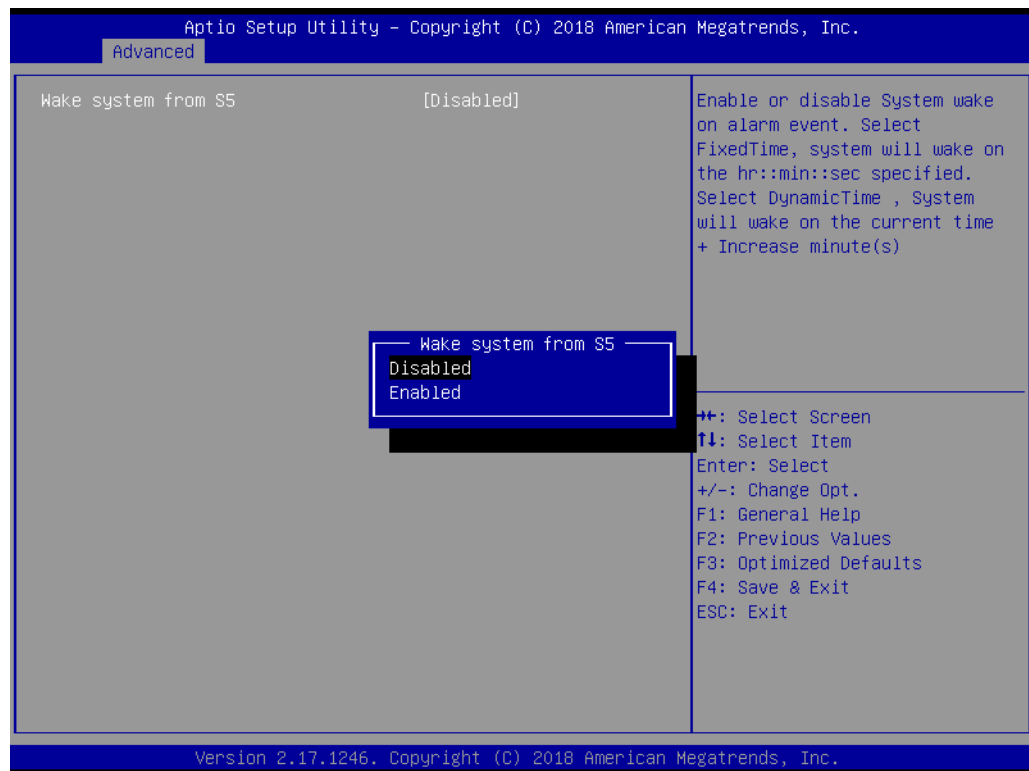 Aptio Setup Utility – Copyright (C) 2018 American Megatrends, Inc.
Advanced
Wake system from S5 [Disabled]
Enable or disable System wake
on alarm event. Select
FixedTime, system will wake on
the hr::min::sec specified.
Select DynamicTime , System
will wake on the current time
+ Increase minute(s)
Wake system from S5
Disabled
Enabled
→←: Select Screen
↑↓: Select Item
Enter: Select
+/-: Change Opt.
F1: General Help
F2: Previous Values
F3: Optimized Defaults
F4: Save & Exit
ESC: Exit
Version 2.17.1246. Copyright (C) 2018 American Megatrends, Inc.